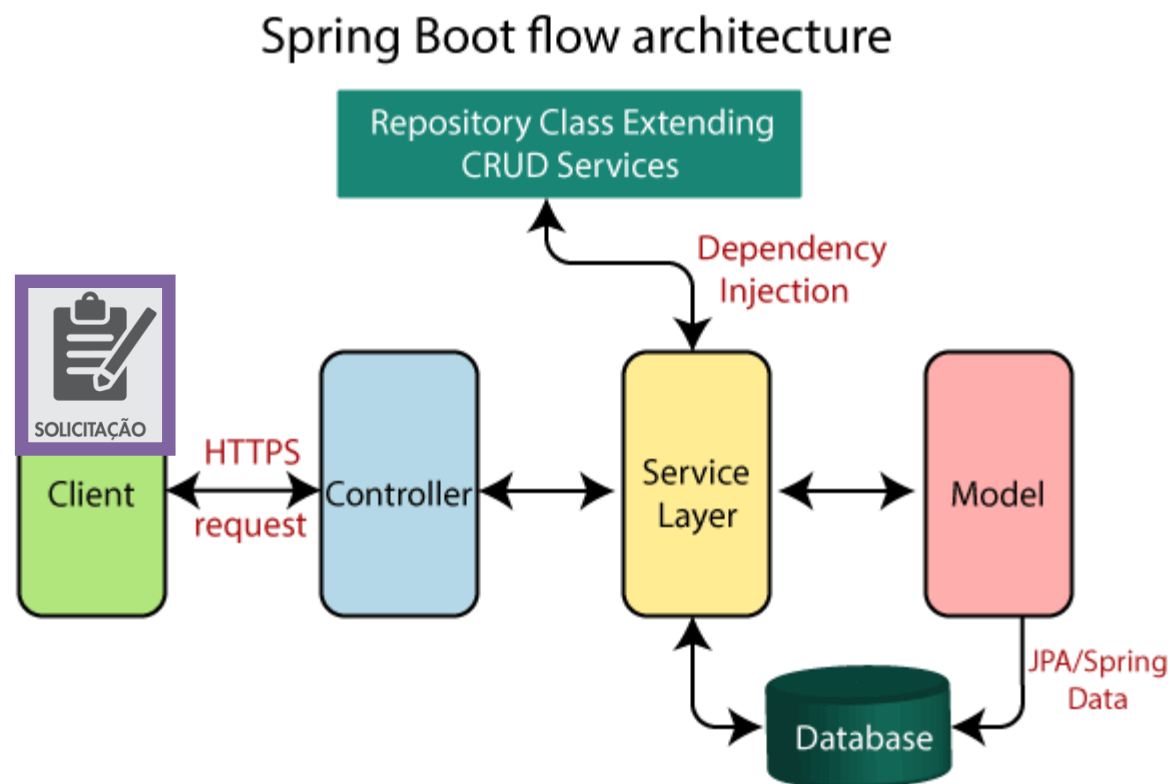 Spring Boot flow architecture
Repository Class Extending
CRUD Services
Dependency
Injection
SOLICITAÇÃO
Client
HTTPS
request
Controller
Service
Layer
Model
JPA/Spring
Data
Database